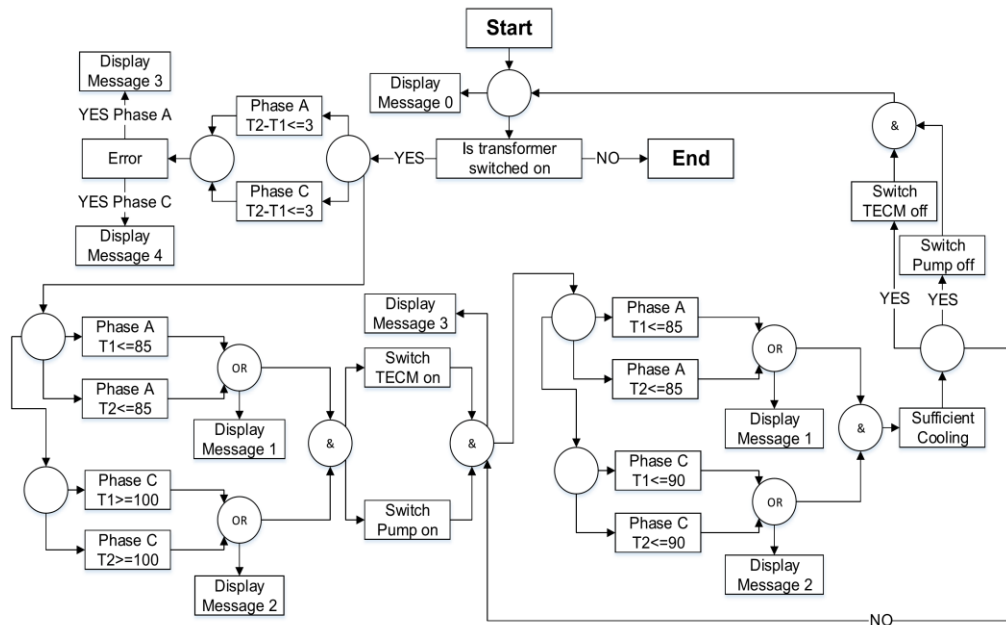 Start
Display
Message 3
Display
Message 0
Phase A
T2-T1<=3
YES Phase A
&
Error
YES
Is transformer
switched on
NO
End
Phase C
T2-T1<=3
YES Phase C
Switch
TECM off
Display
Message 4
Switch
Pump off
Display
Message 3
YES
YES
Phase A
T1<=85
Phase A
T1<=85
OR
OR
Switch
TECM on
Phase A
T2<=85
Phase A
T2<=85
Display
Message 1
Display
Message 1
&
&
&
Sufficient
Cooling
Phase C
T1>=100
Phase C
T1<=90
OR
OR
Switch
Pump on
Phase C
T2>=100
Phase C
T2<=90
Display
Message 2
Display
Message 2
NO